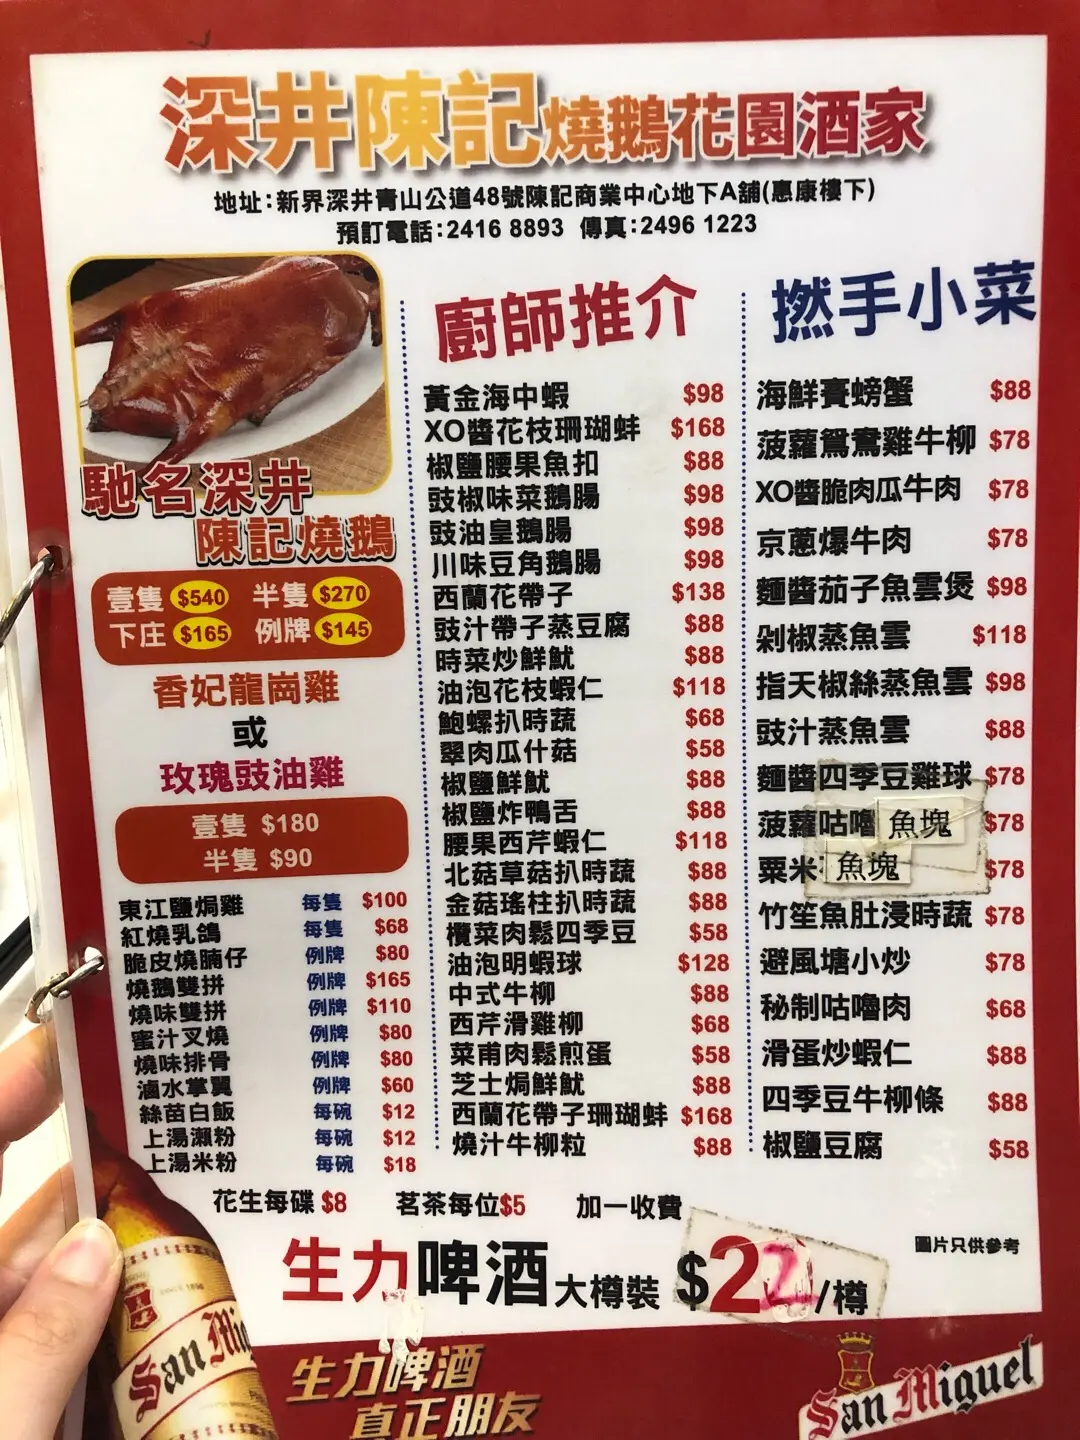 深井陳記燒鵝花園酒家
地址:新界深井青山公道48號陳記商業中心地下A舖(惠康樓下)
預訂電話:2416 8893 傳真:2496 1223
馳名深井
陳記燒鵝
壹隻 $540 半隻 $270
下庄 $165 例牌 $145
香妃龍崗雞
或
玫瑰豉油雞
壹隻 $180
半隻 $90
東江鹽焗雞 每隻 $100
紅燒乳鴿 每隻 $68
脆皮燒腩仔 例牌 $80
燒鵝雙拼 例牌 $165
燒味雙拼 例牌 $110
蜜汁叉燒 例牌 $80
燒味排骨 例牌 $80
滷水掌翼 例牌 $60
絲苗白飯 每碗 $12
上湯瀨粉 每碗 $12
上湯米粉 每碗 $18
廚師推介
黃金海中蝦 $98
XO醬花枝珊瑚蚌 $168
椒鹽腰果魚扣 $88
豉椒味菜鵝腸 $98
豉油皇鵝腸 $98
川味豆角鵝腸 $98
西蘭花帶子 $138
豉汁帶子蒸豆腐 $88
時菜炒鮮魷 $88
油泡花枝蝦仁 $118
鮑螺扒時蔬 $68
翠肉瓜什菇 $58
椒鹽鮮魷 $88
椒鹽炸鴨舌 $88
腰果西芹蝦仁 $118
北菇草菇扒時蔬 $88
金菇瑤柱扒時蔬 $88
欖菜肉鬆四季豆 $58
油泡明蝦球 $128
中式牛柳 $88
西芹滑雞柳 $68
菜甫肉鬆煎蛋 $58
芝士焗鮮魷 $88
西蘭花帶子珊瑚蚌 $168
燒汁牛柳粒 $88
撚手小菜
海鮮賽螃蟹 $88
菠蘿鴛鴦雞牛柳 $78
XO醬脆肉瓜牛肉 $78
京蔥爆牛肉 $78
麵醬茄子魚雲煲 $98
剁椒蒸魚雲 $118
指天椒絲蒸魚雲 $98
豉汁蒸魚雲 $88
麵醬四季豆雞球 $78
菠蘿咕嚕魚塊 $78
粟米魚塊 $78
竹笙魚肚浸時蔬 $78
避風塘小炒 $78
秘制咕嚕肉 $68
滑蛋炒蝦仁 $88
四季豆牛柳條 $88
椒鹽豆腐 $58
花生每碟 $8 茗茶每位$5 加一收費
圖片只供參考
生力啤酒大樽裝 $22/樽
生力啤酒
真正朋友
San Miguel
San Mig